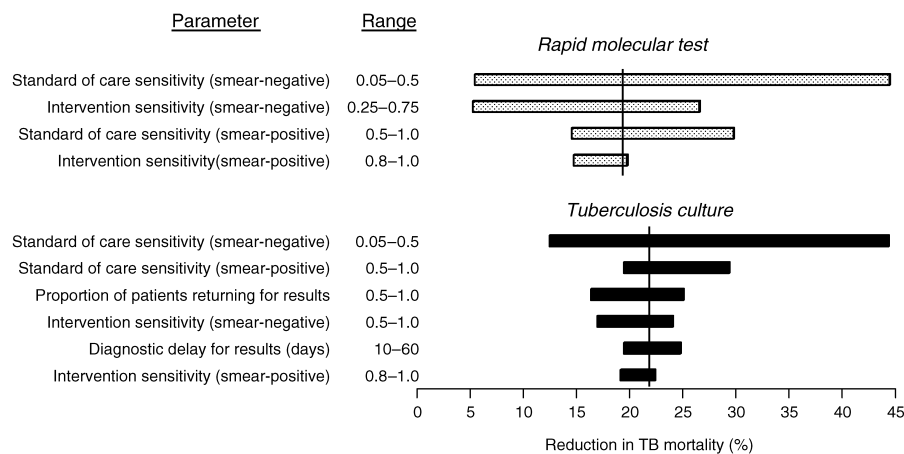 Parameter Range
Rapid molecular test
Standard of care sensitivity (smear-negative) 0.05–0.5
Intervention sensitivity (smear-negative) 0.25–0.75
Standard of care sensitivity (smear-positive) 0.5–1.0
Intervention sensitivity(smear-positive) 0.8–1.0
Tuberculosis culture
Standard of care sensitivity (smear-negative) 0.05–0.5
Standard of care sensitivity (smear-positive) 0.5–1.0
Proportion of patients returning for results 0.5–1.0
Intervention sensitivity (smear-negative) 0.5–1.0
Diagnostic delay for results (days) 10–60
Intervention sensitivity (smear-positive) 0.8–1.0
0 5 10 15 20 25 30 35 40 45
Reduction in TB mortality (%)